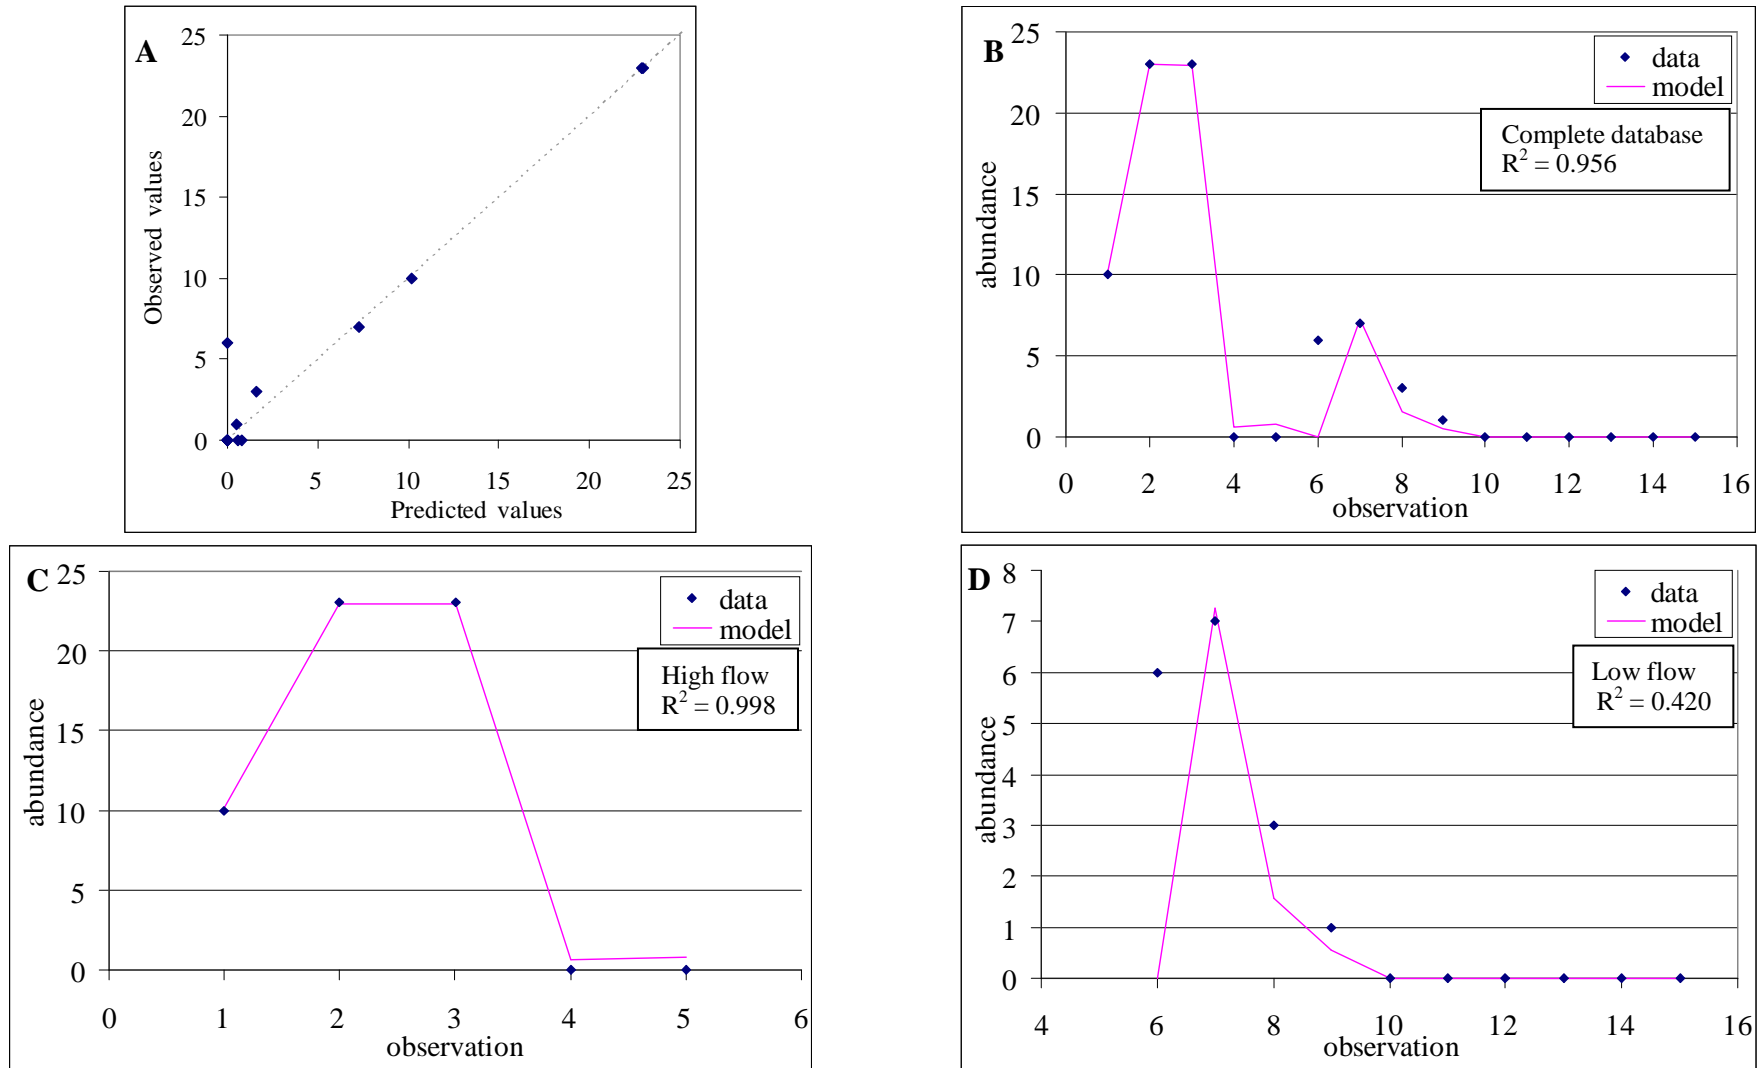 A
25
20
15
10
5
0
Observed values
0 5 10 15 20 25
Predicted values
B
25
20
15
10
5
0
abundance
data
model
Complete database
R² = 0.956
0 2 4 6 8 10 12 14 16
observation
C
25
20
15
10
5
0
abundance
data
model
High flow
R² = 0.998
0 1 2 3 4 5 6
observation
D
8
7
6
5
4
3
2
1
0
abundance
data
model
Low flow
R² = 0.420
4 6 8 10 12 14 16
observation